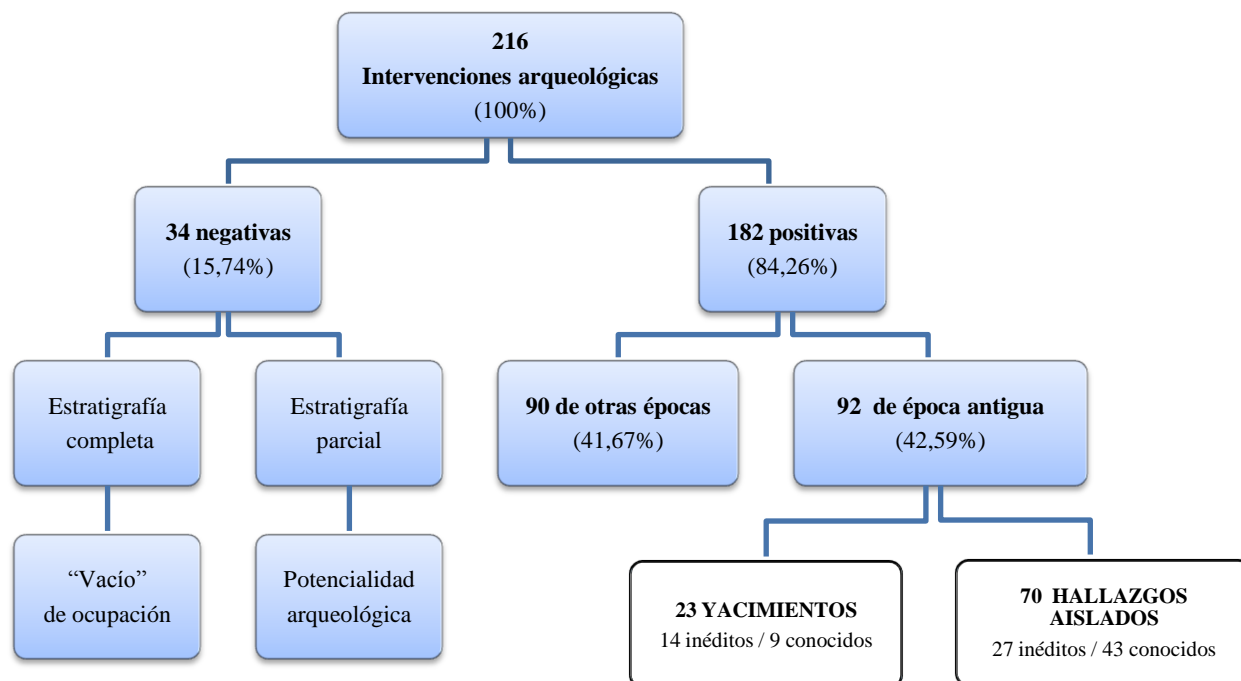 216
Intervenciones arqueológicas
(100%)
34 negativas
(15,74%)
182 positivas
(84,26%)
Estratigrafía
completa
Estratigrafía
parcial
90 de otras épocas
(41,67%)
92 de época antigua
(42,59%)
“Vacío”
de ocupación
Potencialidad
arqueológica
23 YACIMIENTOS
14 inéditos / 9 conocidos
70 HALLAZGOS
AISLADOS
27 inéditos / 43 conocidos